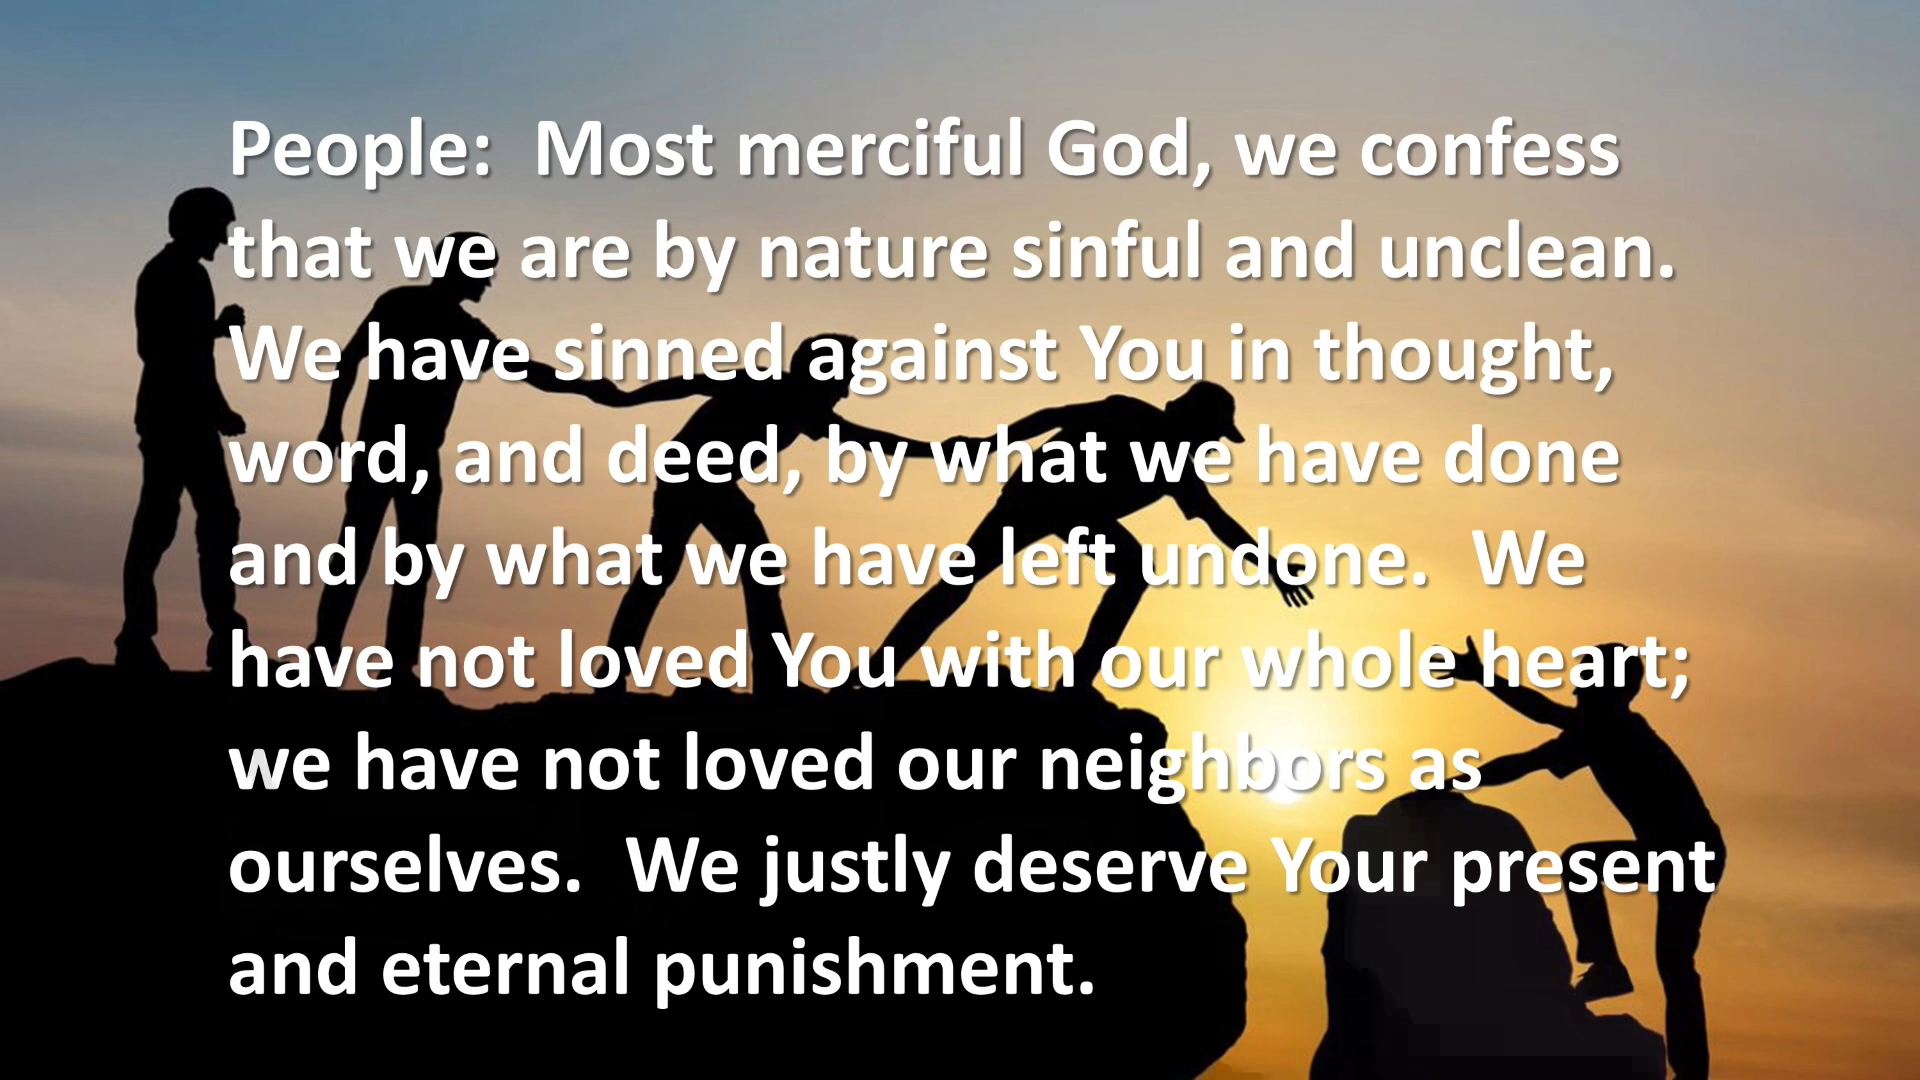 People:  Most merciful God, we confess
that we are by nature sinful and unclean.
We have sinned against You in thought,
word, and deed, by what we have done
and by what we have left undone.  We
have not loved You with our whole heart;
we have not loved our neighbors as
ourselves.  We justly deserve Your present
and eternal punishment.